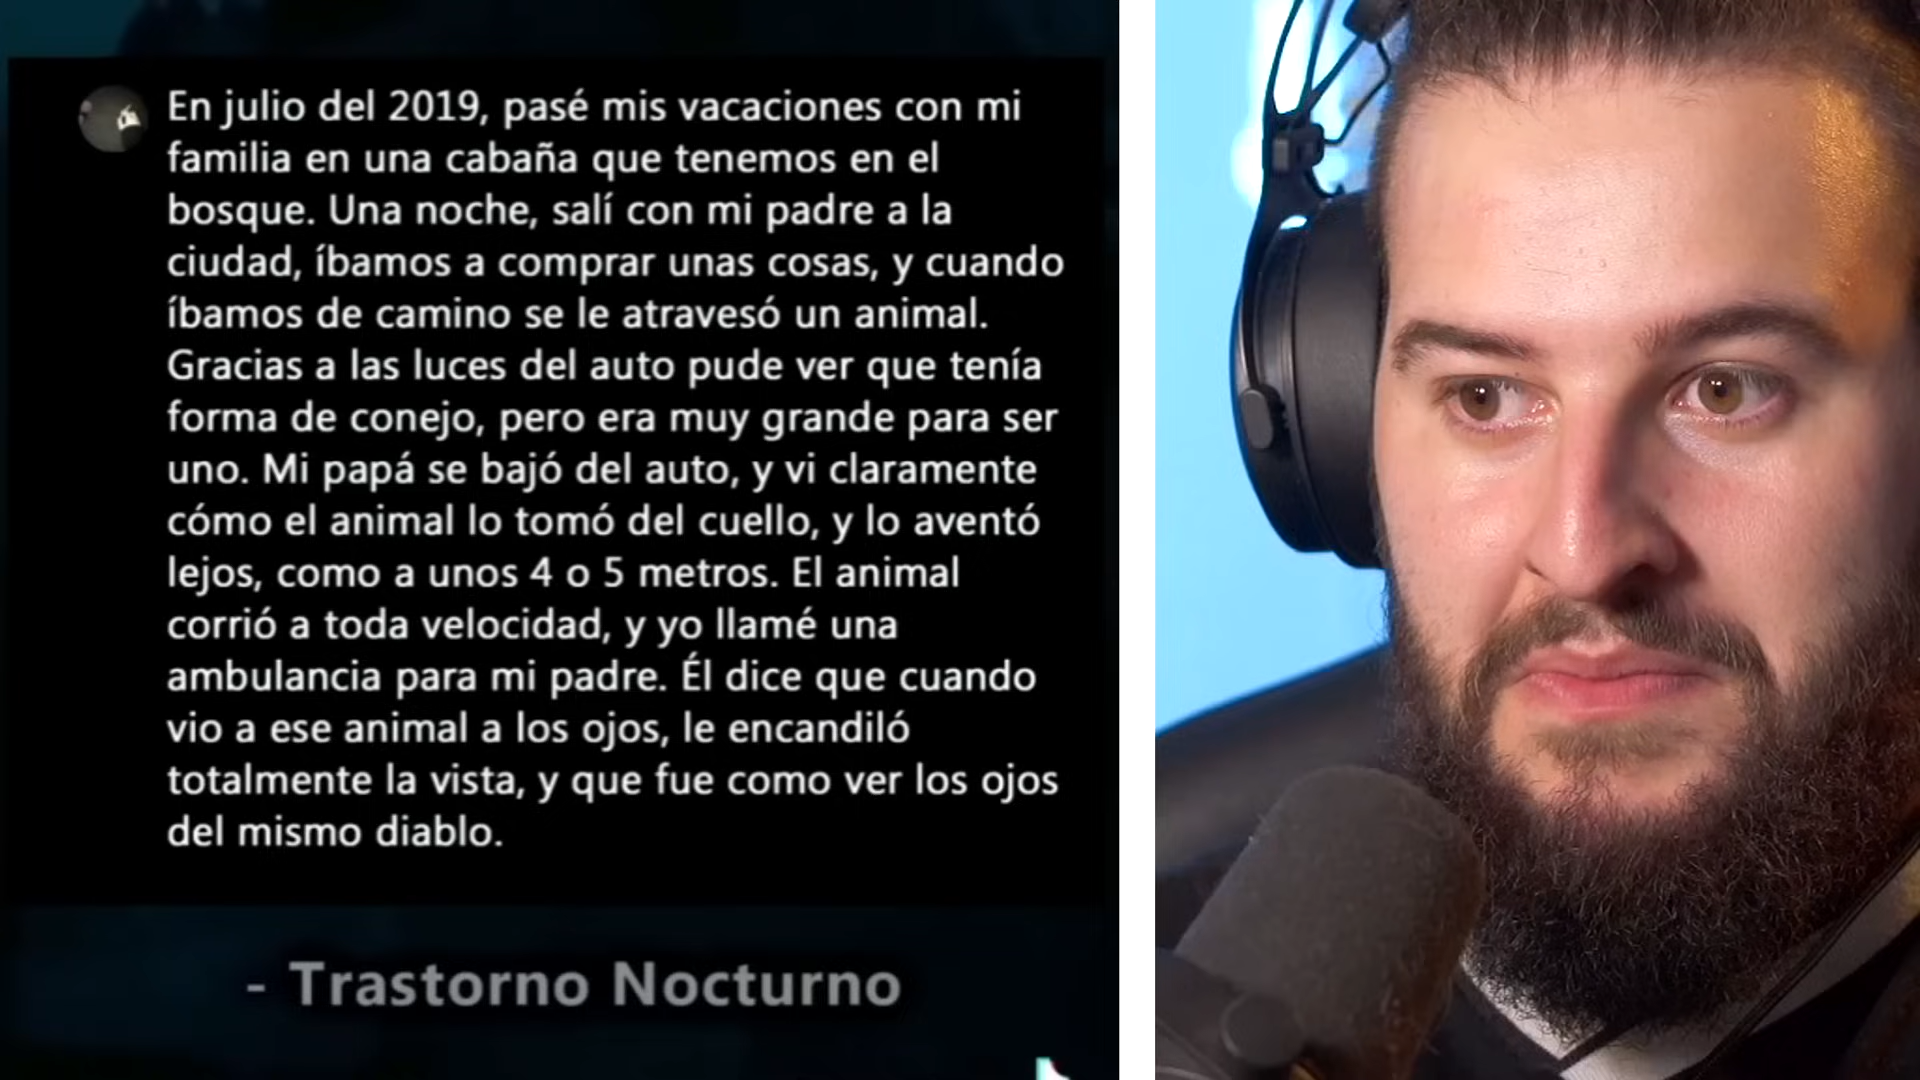 En julio del 2019, pasé mis vacaciones con mi
familia en una cabaña que tenemos en el
bosque. Una noche, salí con mi padre a la
ciudad, íbamos a comprar unas cosas, y cuando
íbamos de camino se le atravesó un animal.
Gracias a las luces del auto pude ver que tenía
forma de conejo, pero era muy grande para ser
uno. Mi papá se bajó del auto, y vi claramente
cómo el animal lo tomó del cuello, y lo aventó
lejos, como a unos 4 o 5 metros. El animal
corrió a toda velocidad, y yo llamé una
ambulancia para mi padre. Él dice que cuando
vio a ese animal a los ojos, le encandiló
totalmente la vista, y que fue como ver los ojos
del mismo diablo.
- Trastorno Nocturno